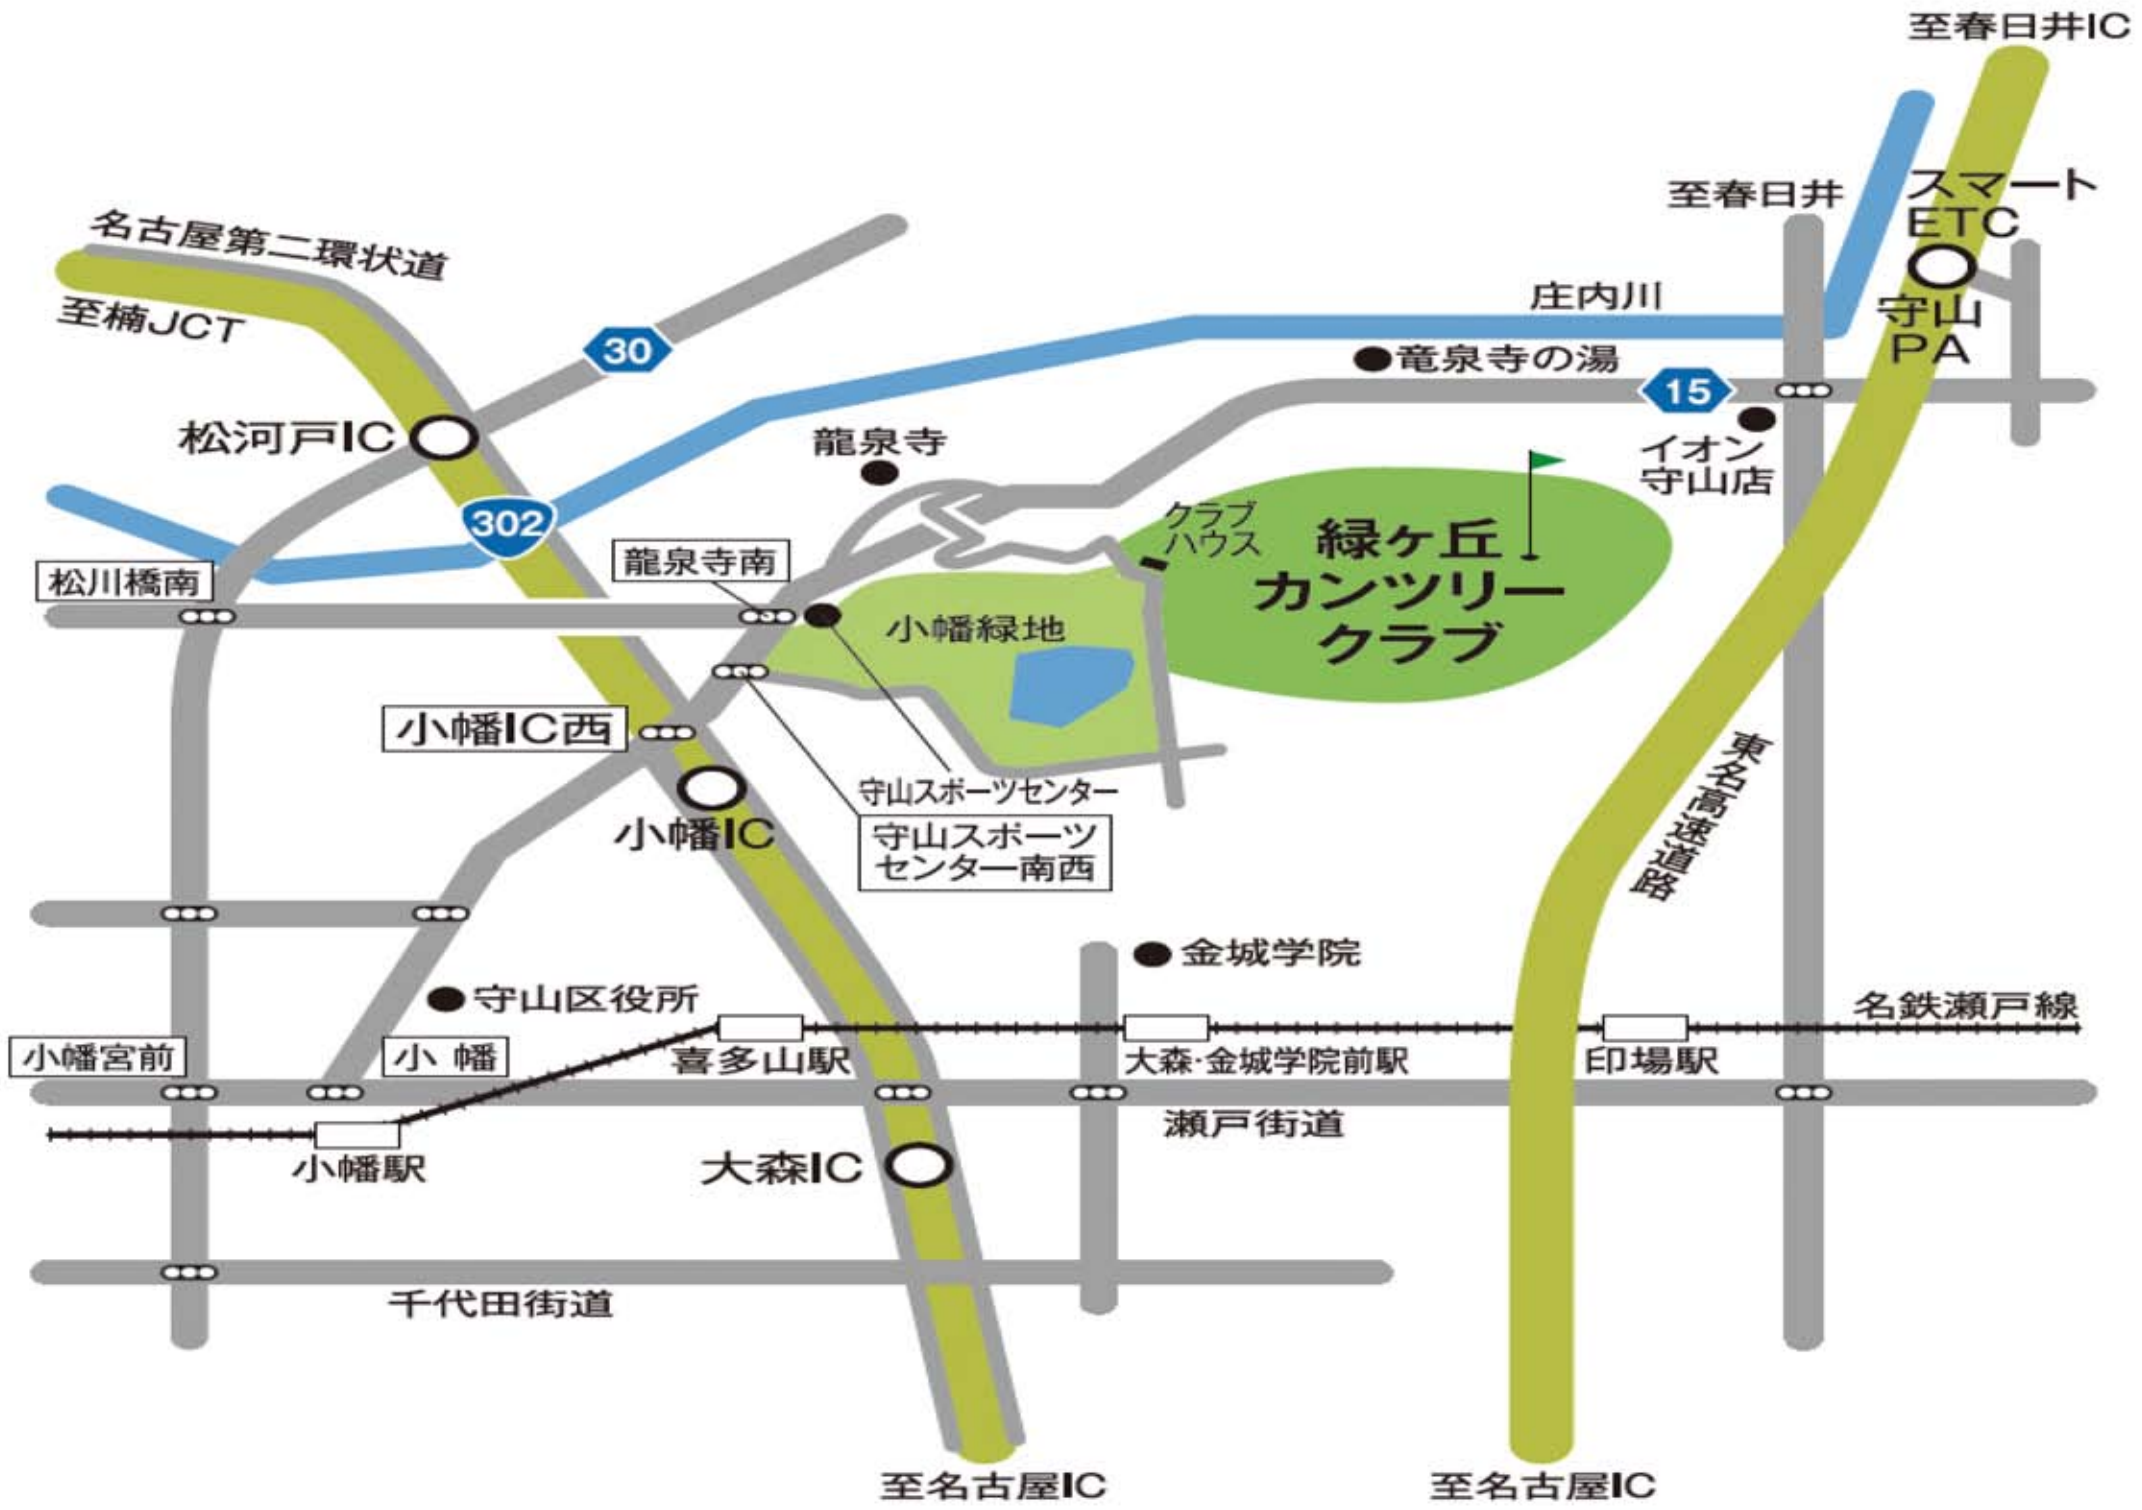 至春日井IC
至春日井
スマート
ETC
名古屋第二環状道
至楠JCT
庄内川
守山
PA
30
竜泉寺の湯
15
松河戸IC
龍泉寺
イオン
守山店
302
クラブ
ハウス
緑ヶ丘
カンツリー
クラブ
龍泉寺南
松川橋南
小幡緑地
小幡IC西
東名高速道路
守山スポーツセンター
小幡IC
守山スポーツ
センター南西
金城学院
守山区役所
名鉄瀬戸線
小幡宮前
小幡
喜多山駅
大森・金城学院前駅
印場駅
瀬戸街道
小幡駅
大森IC
千代田街道
至名古屋IC
至名古屋IC